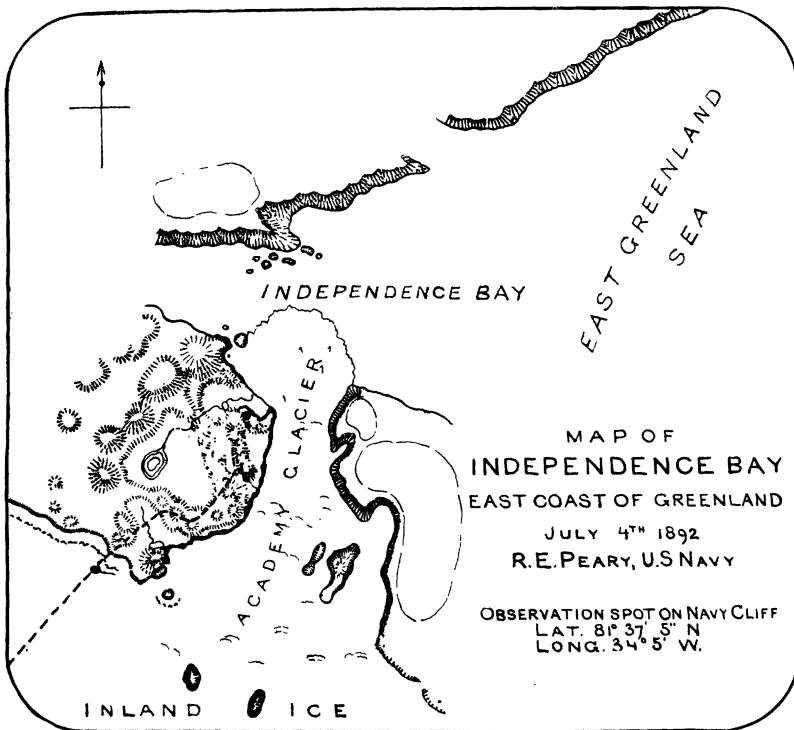 EAST GREENLAND
SEA
INDEPENDENCE BAY
ACADEMY GLACIER
MAP OF
INDEPENDENCE BAY
EAST COAST OF GREENLAND
JULY 4TH 1892
R.E.PEARY, U.S NAVY
OBSERVATION SPOT ON NAVY CLIFF
LAT. 81° 37' 5" N
LONG. 34° 5' W.
INLAND ICE